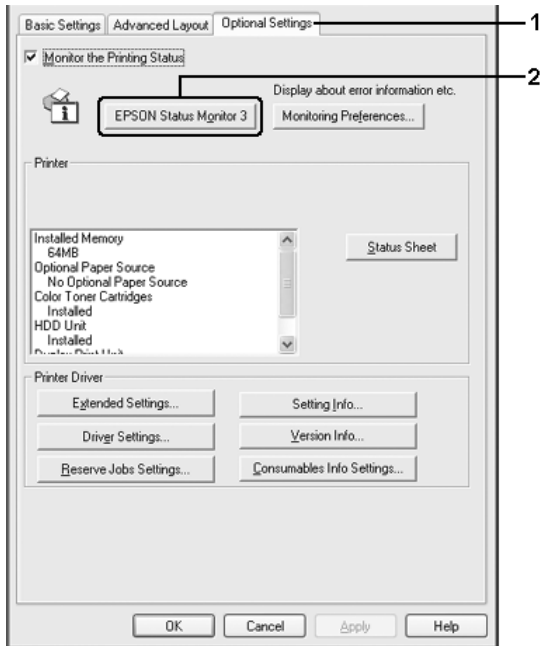 Basic Settings Advanced Layout Optional Settings 1
Monitor the Printing Status
2
Display about error information etc.
EPSON Status Monitor 3 Monitoring Preferences...
Printer
Installed Memory
64MB
Status Sheet
Optional Paper Source
No Optional Paper Source
Color Toner Cartridges
Installed
HDD Unit
Installed
Printer Driver
Extended Settings... Setting Info...
Driver Settings... Version Info...
Reserve Jobs Settings... Consumables Info Settings...
OK Cancel Apply Help